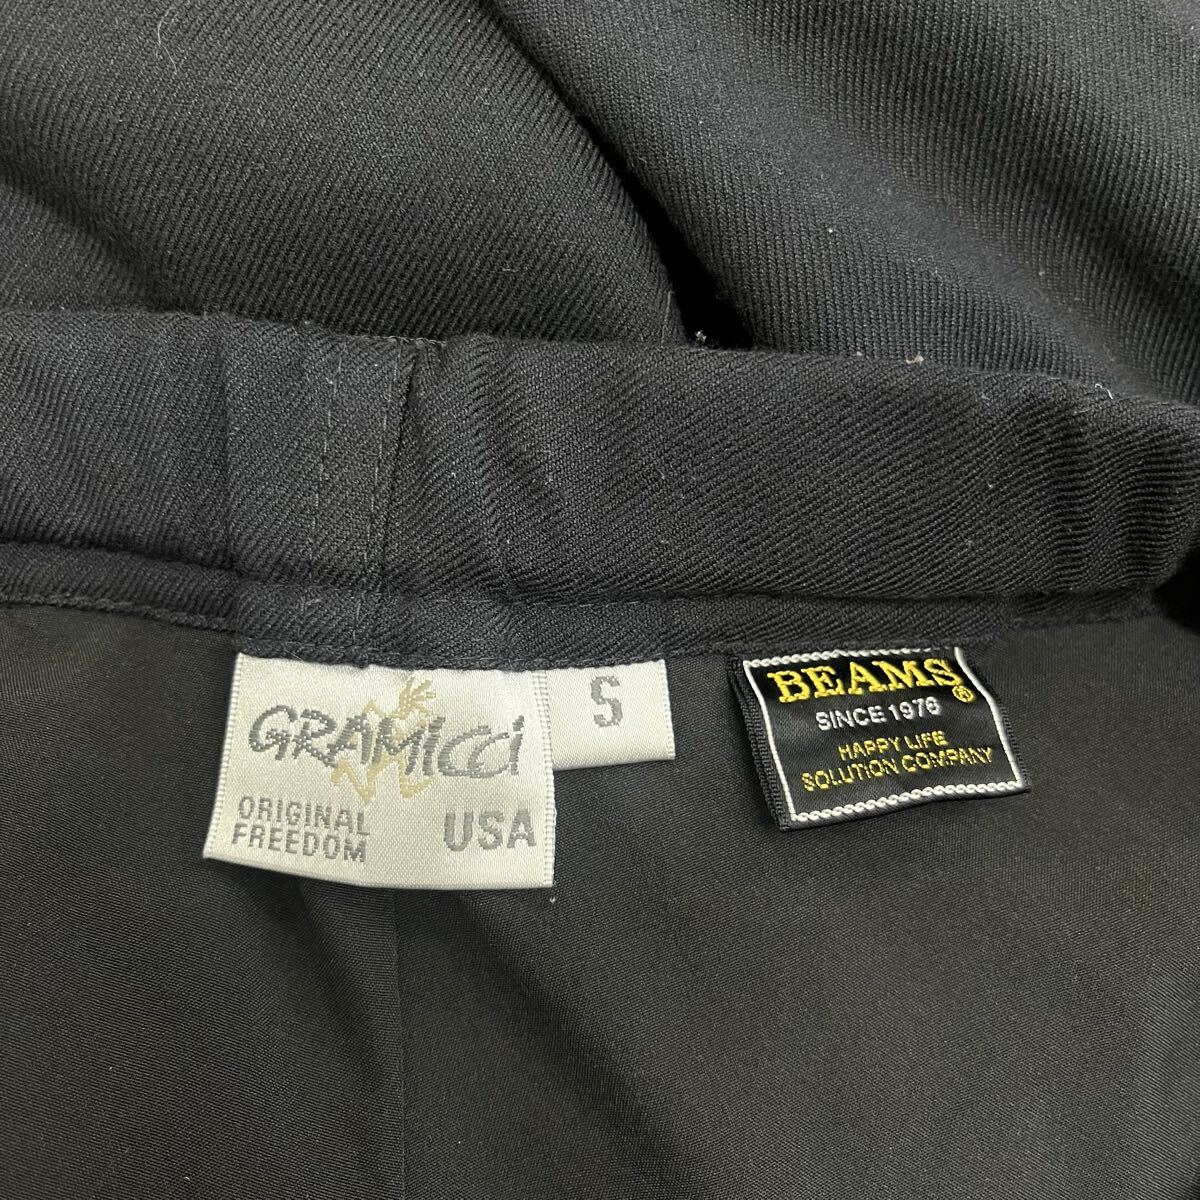 GRAMICCI
ORIGINAL
FREEDOM
USA
S
BEAMS®
SINCE 1976
HAPPY LIFE
SOLUTION COMPANY